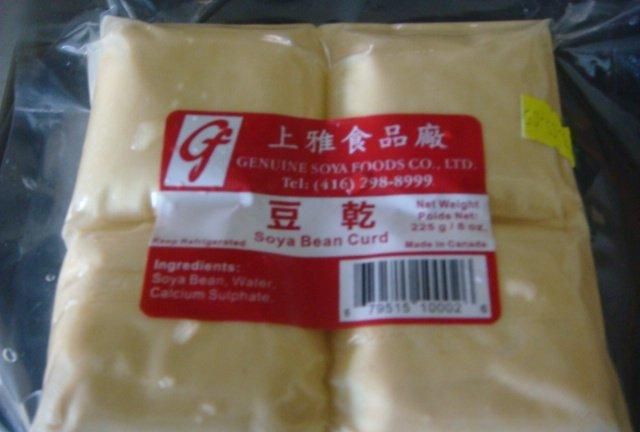 Gf
上雅食品廠
GENUINE SOYA FOODS CO., LTD.
Tel: (416) 298-8999
豆乾
Soya Bean Curd
Keep Refrigerated
Net Weight
Poids Net:
225 g / 8 oz.
Made in Canada
Ingredients:
Soya Bean, Water,
Calcium Sulphate.
6 79515 10002 6